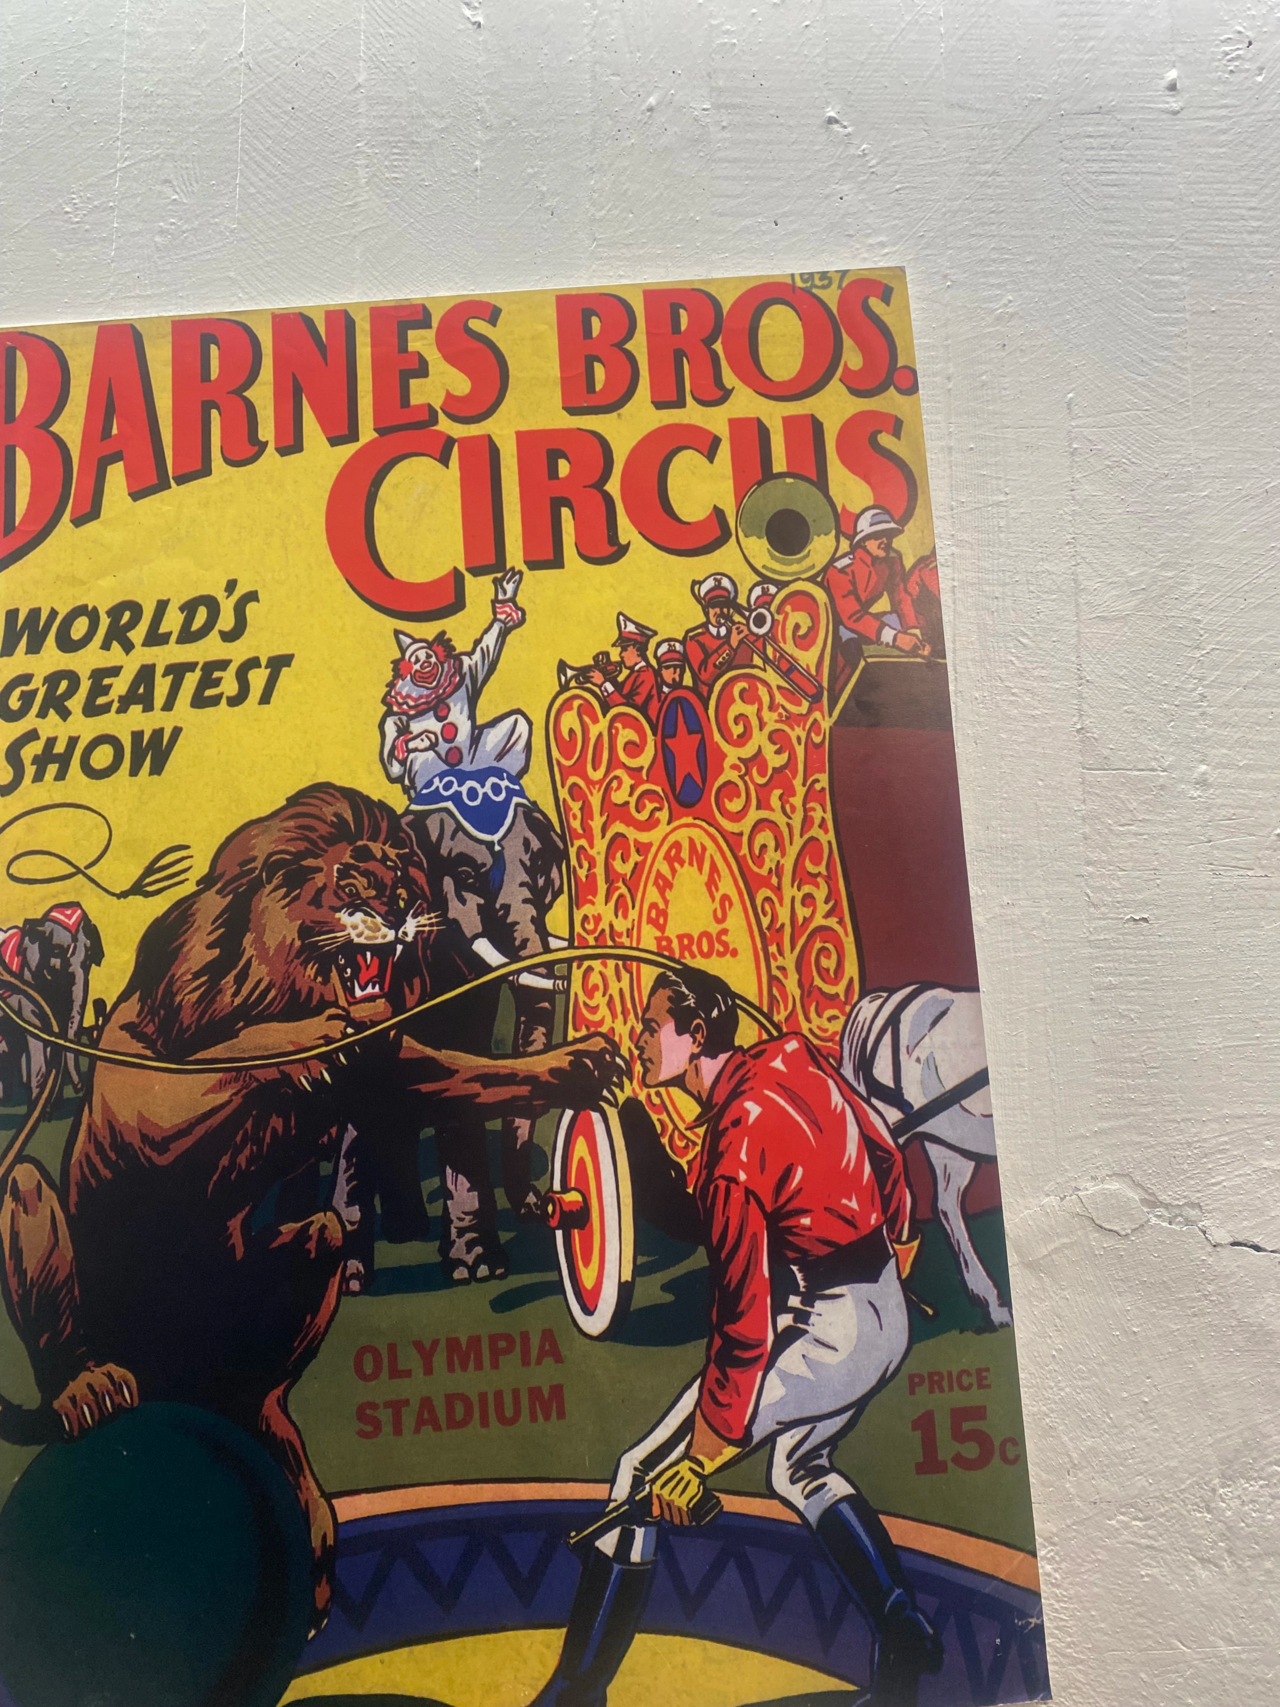 1937
BARNES BROS.
CIRCUS
WORLD'S
GREATEST
SHOW
BARNES
BROS.
OLYMPIA
STADIUM
PRICE
15c